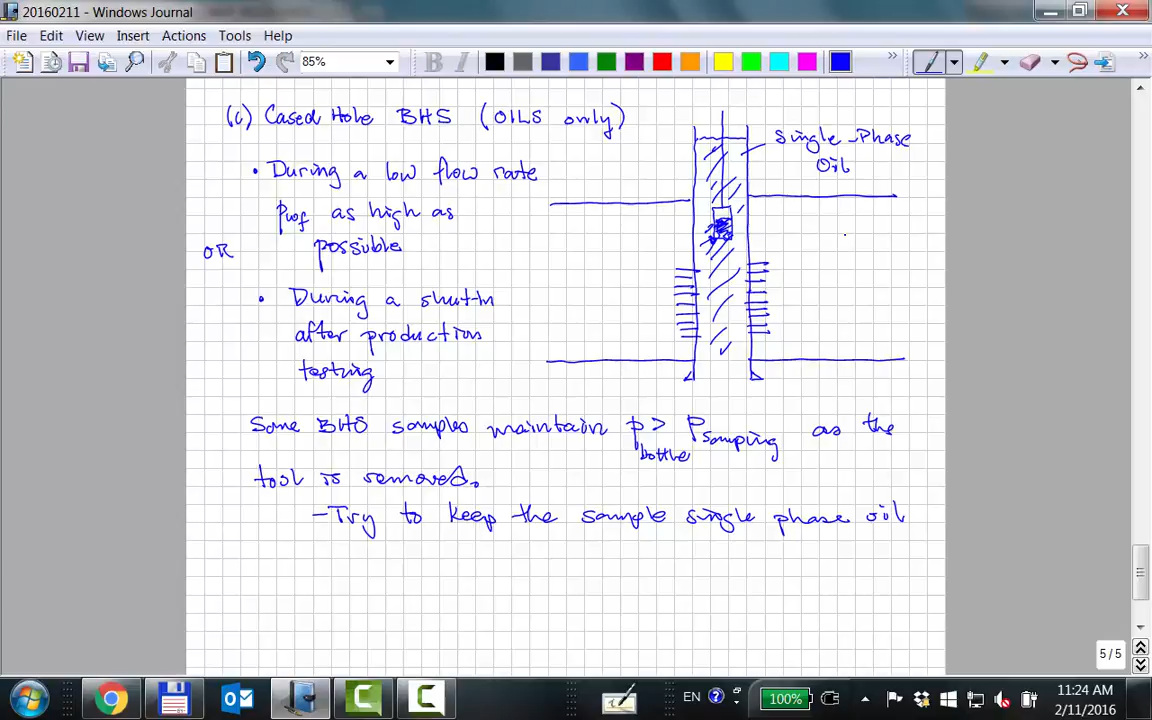 20160211 - Windows Journal
File Edit View Insert Actions Tools Help
85%
(c) Cased Hole BHS (OILS only)
Single-Phase
Oil
• During a low flow rate
pwf as high as
OR possible
• During a shut-in
after production
testing
Some BHS samples maintain p bottle > p sampling as the
tool is removed.
- Try to keep the sample single phase oil
5 / 5
EN
100%
11:24 AM
2/11/2016